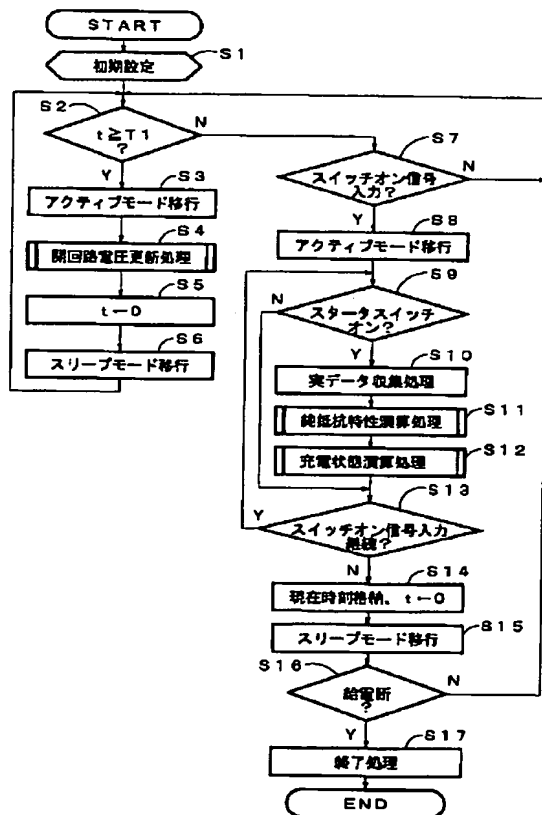 START
S1
初期設定
S2
t≧T1
?
N
Y
S3
アクティブモード移行
S4
開回路電圧更新処理
S5
t←0
S6
スリープモード移行
S7
スイッチオン信号
入力?
N
Y
S8
アクティブモード移行
S9
N
スタータスイッチ
オン?
Y
S10
実データ収集処理
S11
純抵抗特性演算処理
S12
充電状態演算処理
S13
Y
スイッチオン信号入力
継続?
N
S14
現在時刻格納、t←0
S15
スリープモード移行
S16
給電断
?
N
Y
S17
終了処理
END